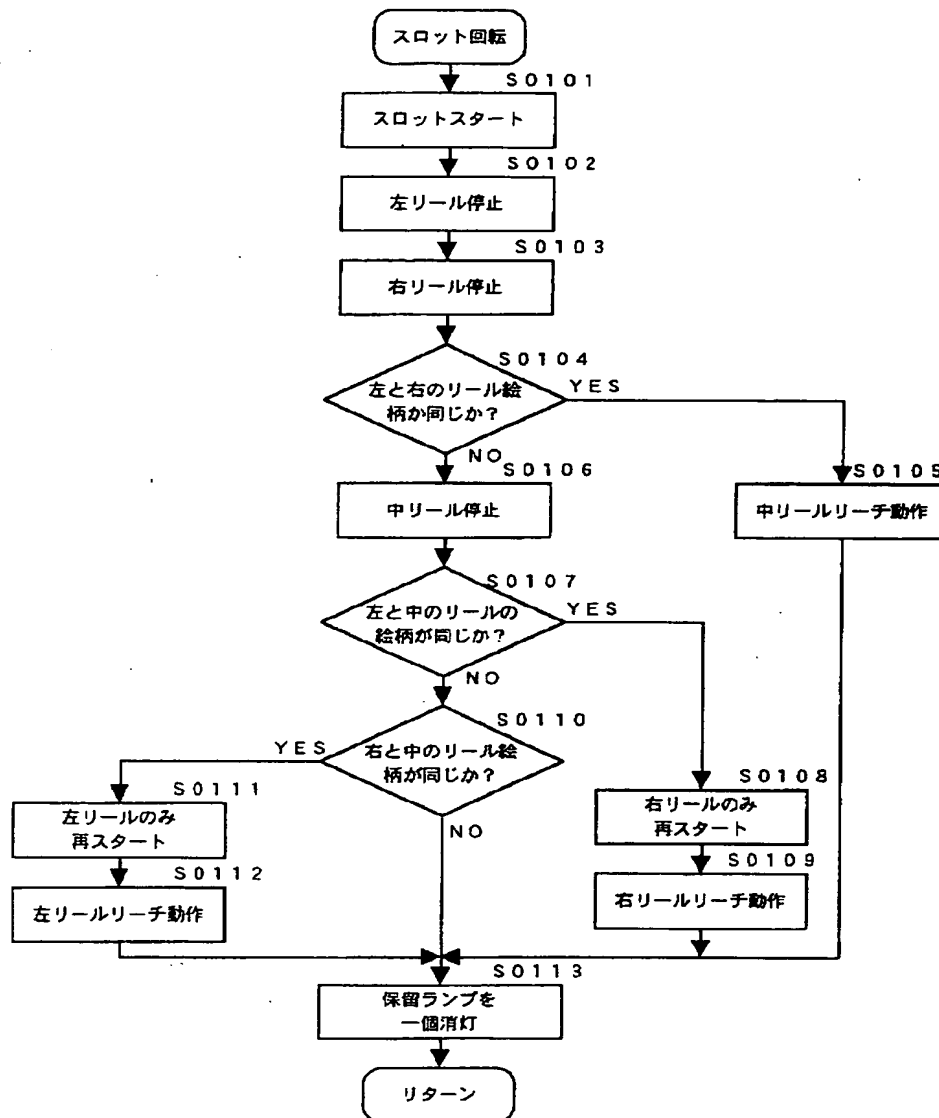 スロット回転
S0101
スロットスタート
S0102
左リール停止
S0103
右リール停止
S0104
左と右のリール絵
柄か同じか？
YES
NO
S0106
中リール停止
S0105
中リールリーチ動作
S0107
左と中のリールの
絵柄が同じか？
YES
NO
S0110
右と中のリール絵
柄が同じか？
YES
NO
S0108
右リールのみ
再スタート
S0109
右リールリーチ動作
S0111
左リールのみ
再スタート
S0112
左リールリーチ動作
S0113
保留ランプを
一個消灯
リターン